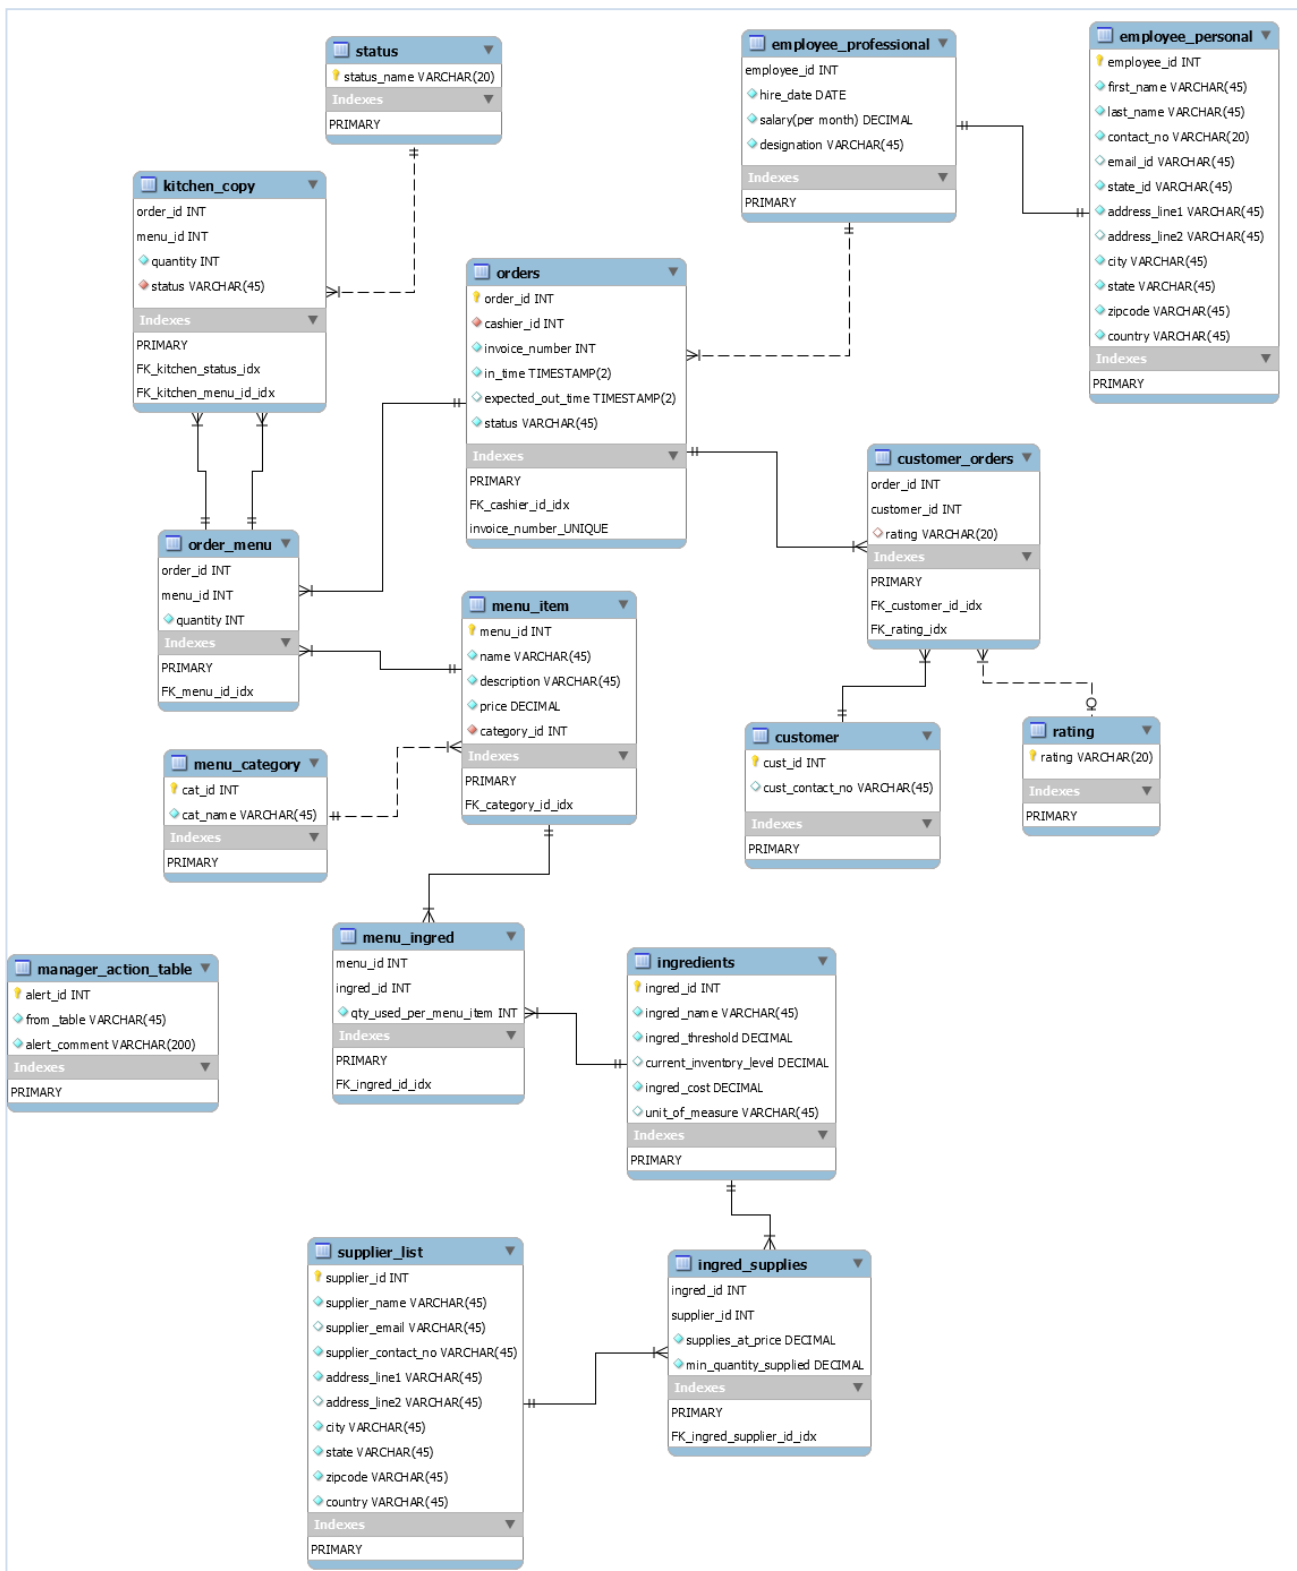 status
status_name VARCHAR(20)
Indexes
PRIMARY
employee_professional
employee_id INT
hire_date DATE
salary(per month) DECIMAL
designation VARCHAR(45)
Indexes
PRIMARY
employee_personal
employee_id INT
first_name VARCHAR(45)
last_name VARCHAR(45)
contact_no VARCHAR(20)
email_id VARCHAR(45)
state_id VARCHAR(45)
address_line1 VARCHAR(45)
address_line2 VARCHAR(45)
city VARCHAR(45)
state VARCHAR(45)
zipcode VARCHAR(45)
country VARCHAR(45)
Indexes
PRIMARY
kitchen_copy
order_id INT
menu_id INT
quantity INT
status VARCHAR(45)
Indexes
PRIMARY
FK_kitchen_status_idx
FK_kitchen_menu_id_idx
orders
order_id INT
cashier_id INT
invoice_number INT
in_time TIMESTAMP(2)
expected_out_time TIMESTAMP(2)
status VARCHAR(45)
Indexes
PRIMARY
FK_cashier_id_idx
invoice_number_UNIQUE
customer_orders
order_id INT
customer_id INT
rating VARCHAR(20)
Indexes
PRIMARY
FK_customer_id_idx
FK_rating_idx
order_menu
order_id INT
menu_id INT
quantity INT
Indexes
PRIMARY
FK_menu_id_idx
menu_item
menu_id INT
name VARCHAR(45)
description VARCHAR(45)
price DECIMAL
category_id INT
Indexes
PRIMARY
FK_category_id_idx
customer
cust_id INT
cust_contact_no VARCHAR(45)
Indexes
PRIMARY
rating
rating VARCHAR(20)
Indexes
PRIMARY
menu_category
cat_id INT
cat_name VARCHAR(45)
Indexes
PRIMARY
manager_action_table
alert_id INT
from_table VARCHAR(45)
alert_comment VARCHAR(200)
Indexes
PRIMARY
menu_ingred
menu_id INT
ingred_id INT
qty_used_per_menu_item INT
Indexes
PRIMARY
FK_ingred_id_idx
ingredients
ingred_id INT
ingred_name VARCHAR(45)
ingred_threshold DECIMAL
current_inventory_level DECIMAL
ingred_cost DECIMAL
unit_of_measure VARCHAR(45)
Indexes
PRIMARY
supplier_list
supplier_id INT
supplier_name VARCHAR(45)
supplier_email VARCHAR(45)
supplier_contact_no VARCHAR(45)
address_line1 VARCHAR(45)
address_line2 VARCHAR(45)
city VARCHAR(45)
state VARCHAR(45)
zipcode VARCHAR(45)
country VARCHAR(45)
Indexes
PRIMARY
ingred_supplies
ingred_id INT
supplier_id INT
supplies_at_price DECIMAL
min_quantity_supplied DECIMAL
Indexes
PRIMARY
FK_ingred_supplier_id_idx